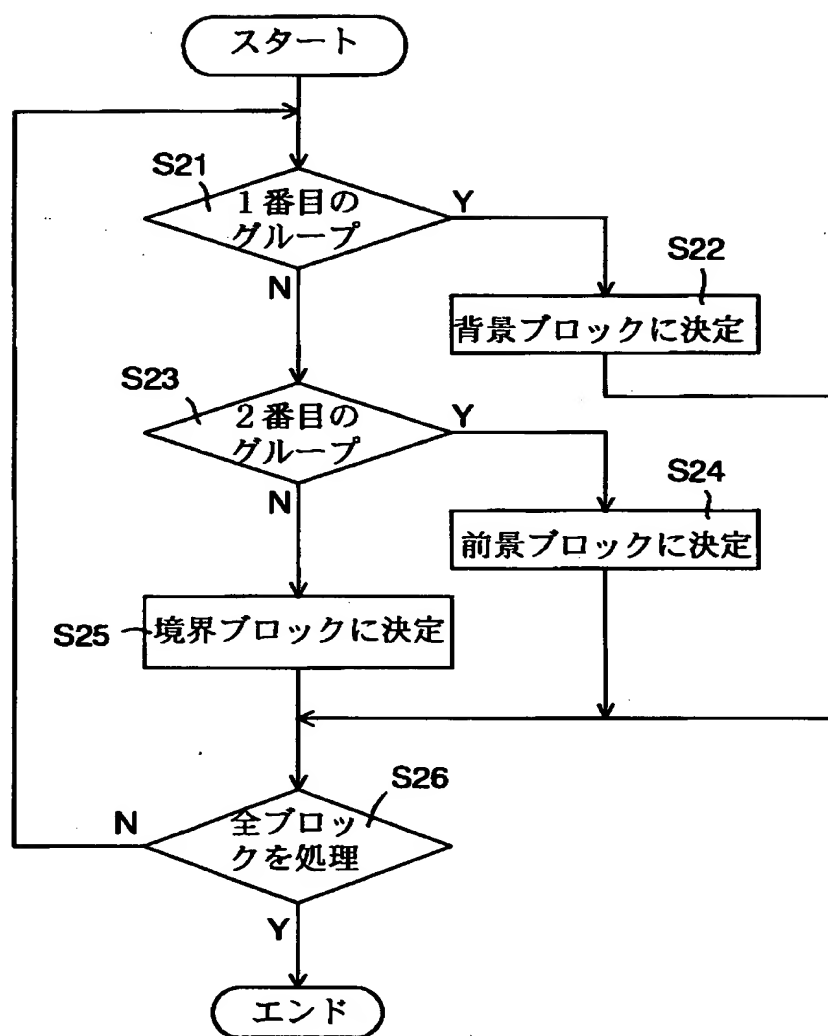 スタート
S21
1番目の
グループ
Y
N
S22
背景ブロックに決定
S23
2番目の
グループ
Y
N
S24
前景ブロックに決定
S25
境界ブロックに決定
S26
全ブロッ
クを処理
N
Y
エンド